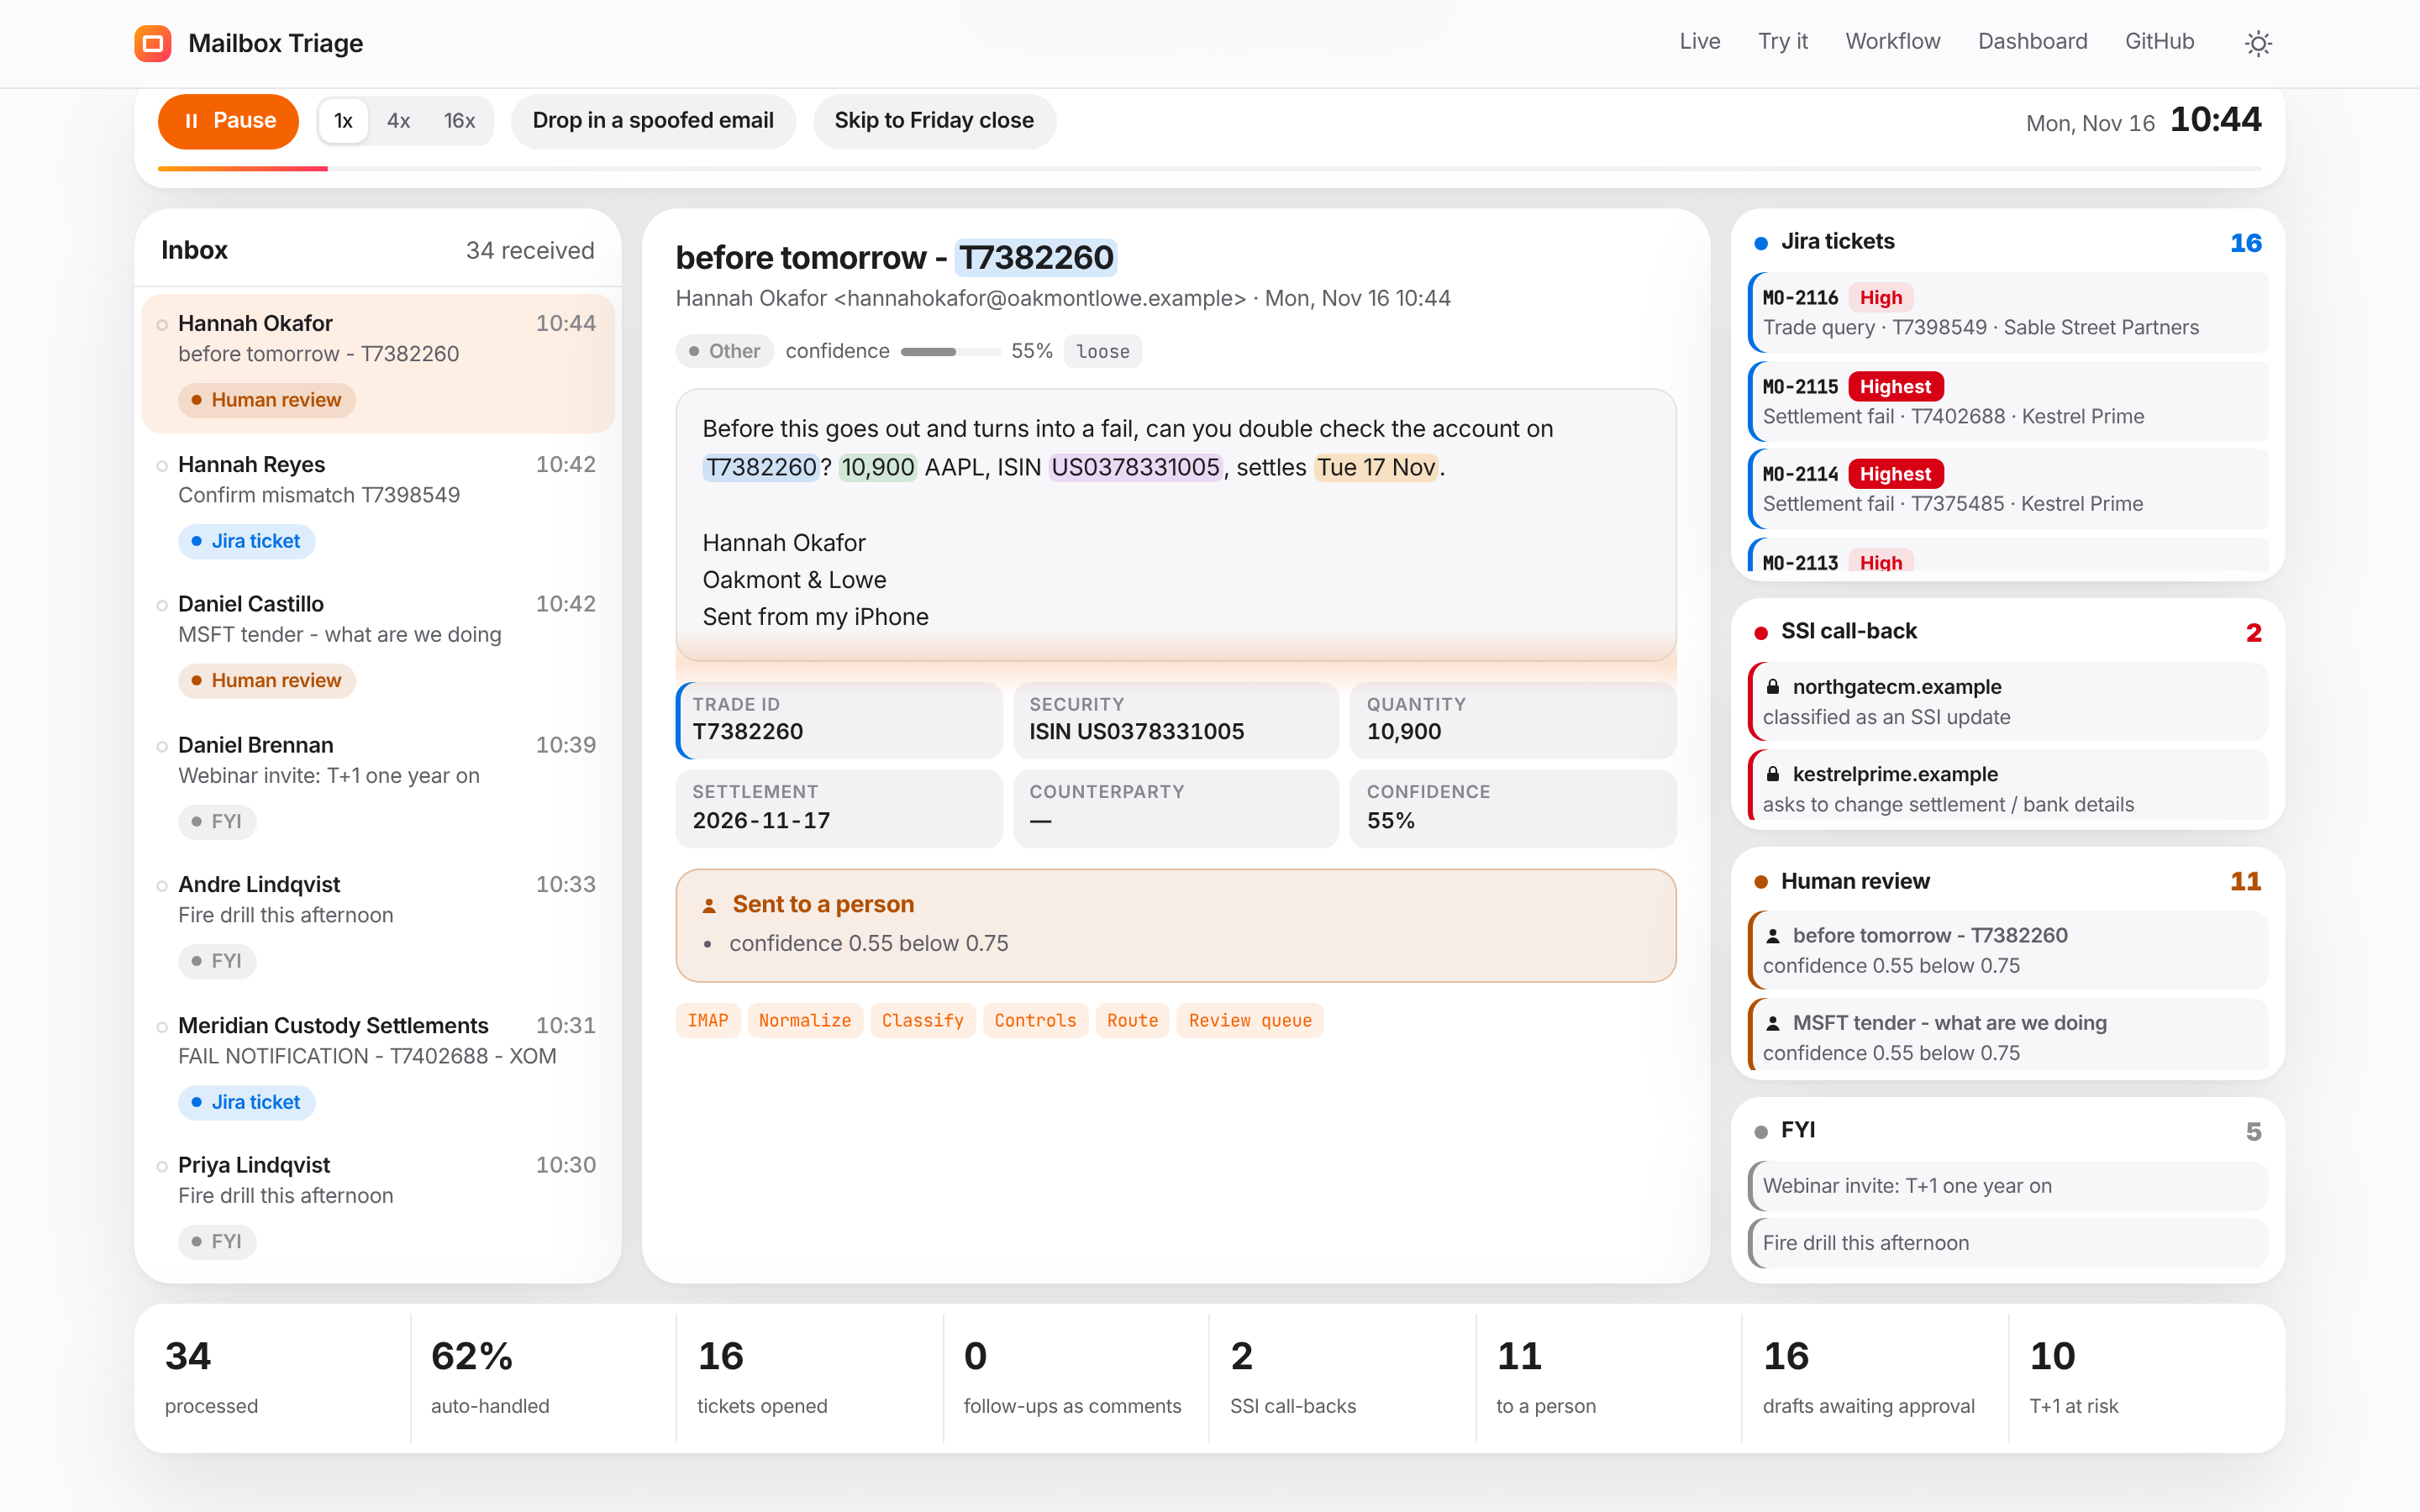 Mailbox Triage
Live Try it Workflow Dashboard GitHub
Pause 1x 4x 16x Drop in a spoofed email Skip to Friday close Mon, Nov 16 10:44
Inbox 34 received
Hannah Okafor 10:44
before tomorrow - T7382260
Human review
Hannah Reyes 10:42
Confirm mismatch T7398549
Jira ticket
Daniel Castillo 10:42
MSFT tender - what are we doing
Human review
Daniel Brennan 10:39
Webinar invite: T+1 one year on
FYI
Andre Lindqvist 10:33
Fire drill this afternoon
FYI
Meridian Custody Settlements 10:31
FAIL NOTIFICATION - T7402688 - XOM
Jira ticket
Priya Lindqvist 10:30
Fire drill this afternoon
FYI
before tomorrow - T7382260
Hannah Okafor <hannahokafor@oakmontlowe.example> · Mon, Nov 16 10:44
Other confidence 55% loose
Before this goes out and turns into a fail, can you double check the account on
T7382260? 10,900 AAPL, ISIN US0378331005, settles Tue 17 Nov.
Hannah Okafor
Oakmont & Lowe
Sent from my iPhone
TRADE ID SECURITY QUANTITY
T7382260 ISIN US0378331005 10,900
SETTLEMENT COUNTERPARTY CONFIDENCE
2026-11-17 — 55%
Sent to a person
• confidence 0.55 below 0.75
IMAP Normalize Classify Controls Route Review queue
Jira tickets 16
MO-2116 High
Trade query · T7398549 · Sable Street Partners
MO-2115 Highest
Settlement fail · T7402688 · Kestrel Prime
MO-2114 Highest
Settlement fail · T7375485 · Kestrel Prime
MO-2113 High
SSI call-back 2
northgatecm.example
classified as an SSI update
kestrelprime.example
asks to change settlement / bank details
Human review 11
before tomorrow - T7382260
confidence 0.55 below 0.75
MSFT tender - what are we doing
confidence 0.55 below 0.75
FYI 5
Webinar invite: T+1 one year on
Fire drill this afternoon
34 62% 16 0 2 11 16 10
processed auto-handled tickets opened follow-ups as comments SSI call-backs to a person drafts awaiting approval T+1 at risk